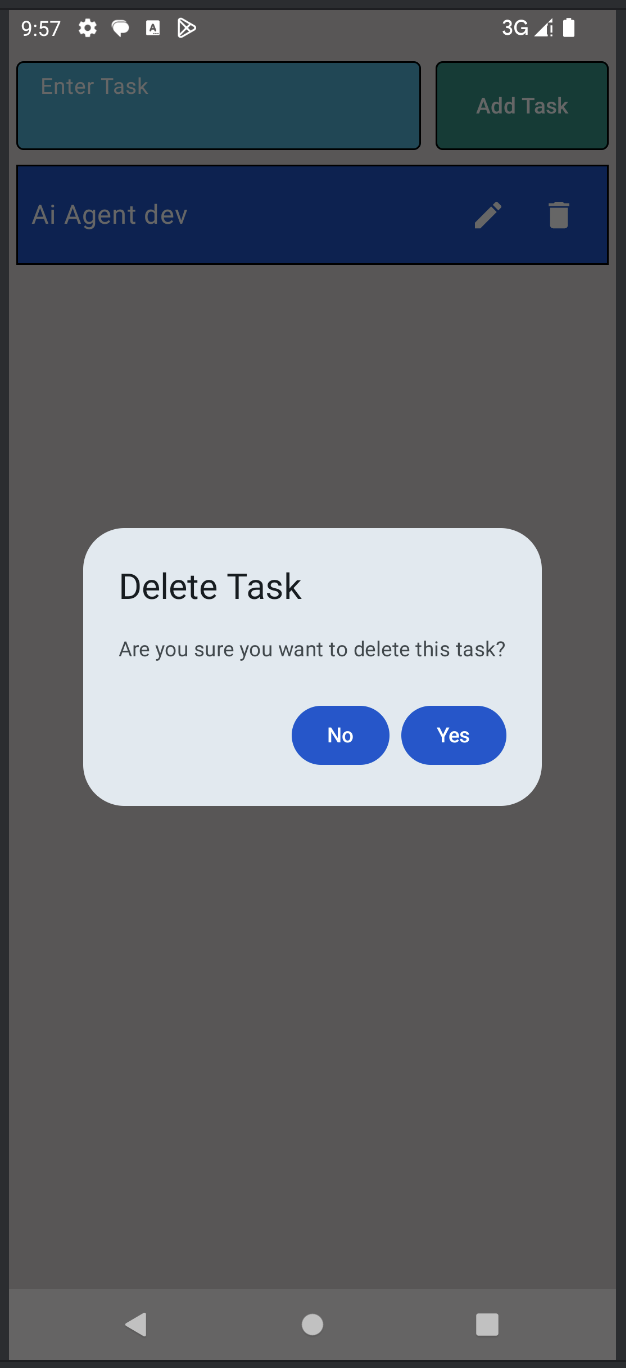 9:57 A 3G
Enter Task
Add Task
Ai Agent dev
Delete Task
Are you sure you want to delete this task?
No Yes